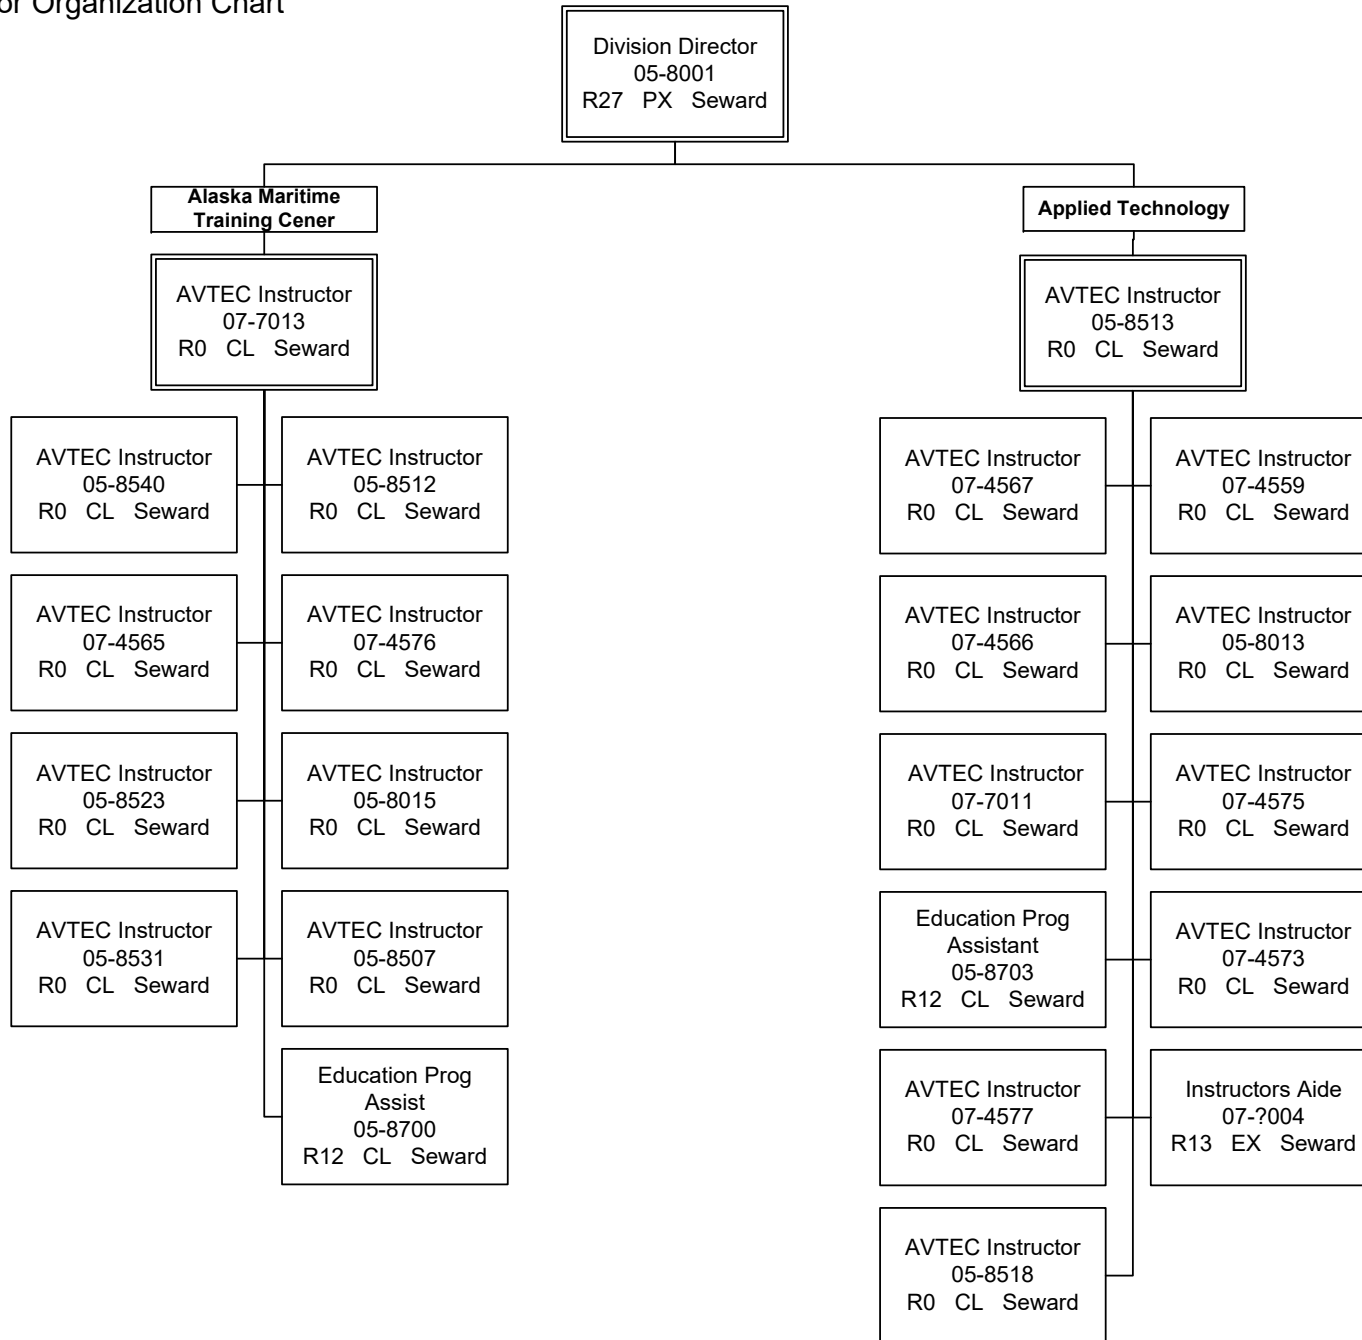 or Organization Chart
Division Director
05-8001
R27 PX Seward
Alaska Maritime
Training Cener
AVTEC Instructor
07-7013
R0 CL Seward
AVTEC Instructor
05-8540
R0 CL Seward
AVTEC Instructor
05-8512
R0 CL Seward
AVTEC Instructor
07-4565
R0 CL Seward
AVTEC Instructor
07-4576
R0 CL Seward
AVTEC Instructor
05-8523
R0 CL Seward
AVTEC Instructor
05-8015
R0 CL Seward
AVTEC Instructor
05-8531
R0 CL Seward
AVTEC Instructor
05-8507
R0 CL Seward
Education Prog
Assist
05-8700
R12 CL Seward
Applied Technology
AVTEC Instructor
05-8513
R0 CL Seward
AVTEC Instructor
07-4567
R0 CL Seward
AVTEC Instructor
07-4559
R0 CL Seward
AVTEC Instructor
07-4566
R0 CL Seward
AVTEC Instructor
05-8013
R0 CL Seward
AVTEC Instructor
07-7011
R0 CL Seward
AVTEC Instructor
07-4575
R0 CL Seward
Education Prog
Assistant
05-8703
R12 CL Seward
AVTEC Instructor
07-4573
R0 CL Seward
AVTEC Instructor
07-4577
R0 CL Seward
Instructors Aide
07-?004
R13 EX Seward
AVTEC Instructor
05-8518
R0 CL Seward